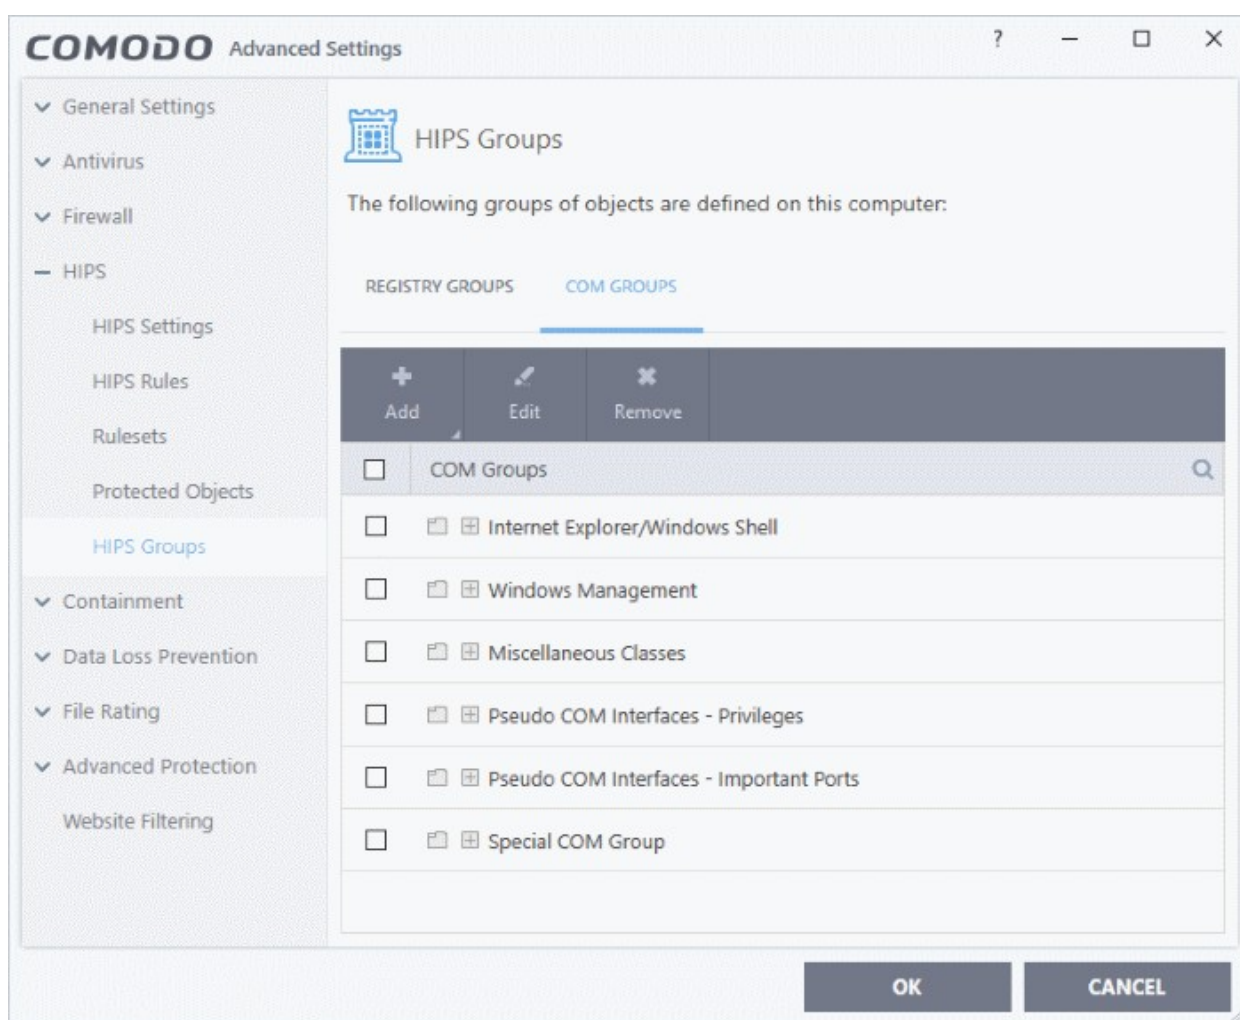 COMODO Advanced Settings ?
General Settings
Antivirus
Firewall
HIPS
HIPS Settings
HIPS Rules
Rulesets
Protected Objects
HIPS Groups
Containment
Data Loss Prevention
File Rating
Advanced Protection
Website Filtering
HIPS Groups
The following groups of objects are defined on this computer:
REGISTRY GROUPS COM GROUPS
Add Edit Remove
COM Groups
Internet Explorer/Windows Shell
Windows Management
Miscellaneous Classes
Pseudo COM Interfaces - Privileges
Pseudo COM Interfaces - Important Ports
Special COM Group
OK CANCEL